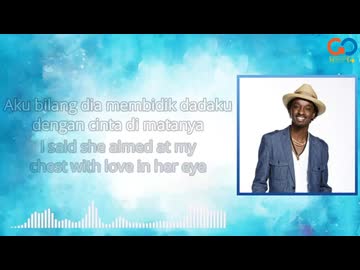 GO
Aku bilang dia membidik dadaku
dengan cinta di matanya
I said she aimed at my
chest with love in her eye